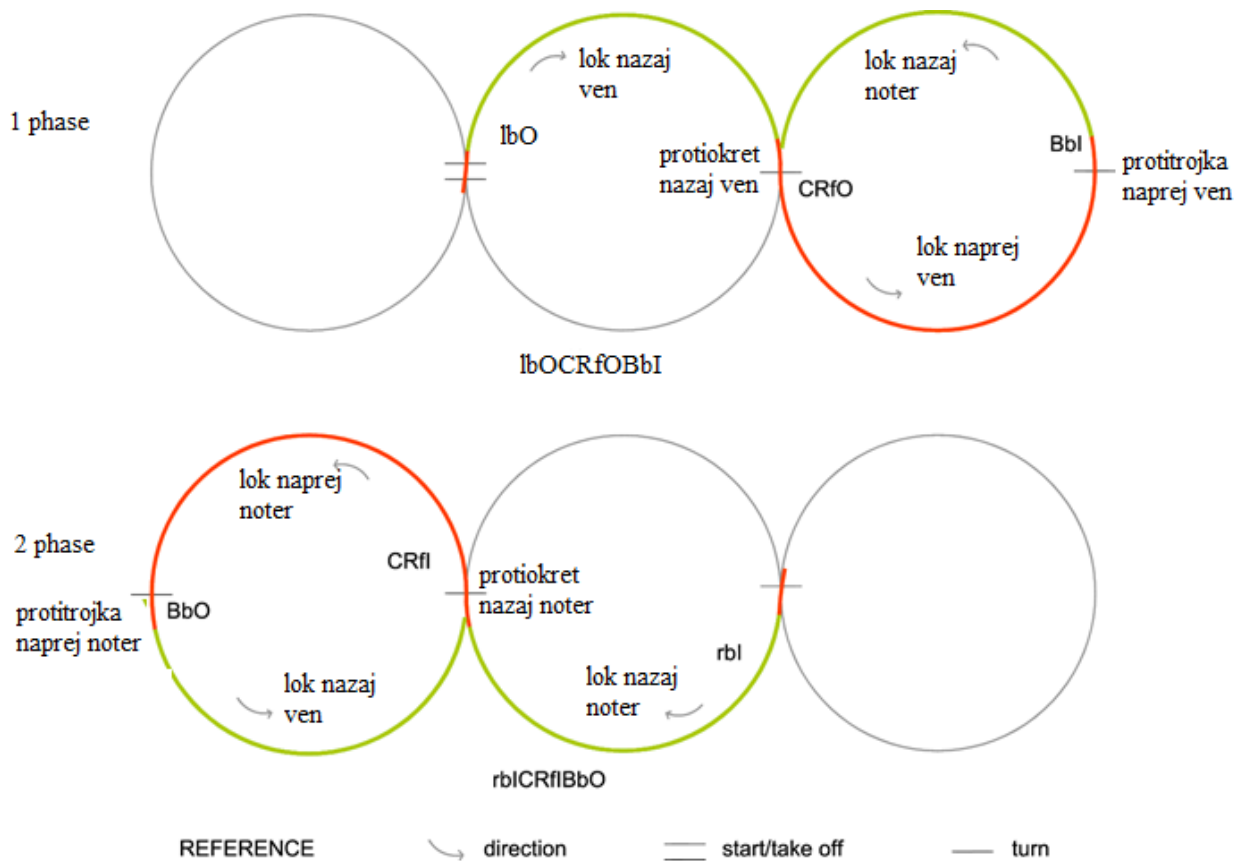 1 phase
lok nazaj
ven
lbO
protiokret
nazaj ven
CRfO
lok nazaj
noter
BbI
protitrojka
naprej ven
lok naprej
ven
lbOCRfOBbI
2 phase
lok naprej
noter
CRfI
protiokret
nazaj noter
protitrojka
naprej noter
BbO
lok nazaj
ven
rbI
lok nazaj
noter
rbICRfIBbO
REFERENCE
direction
start/take off
turn